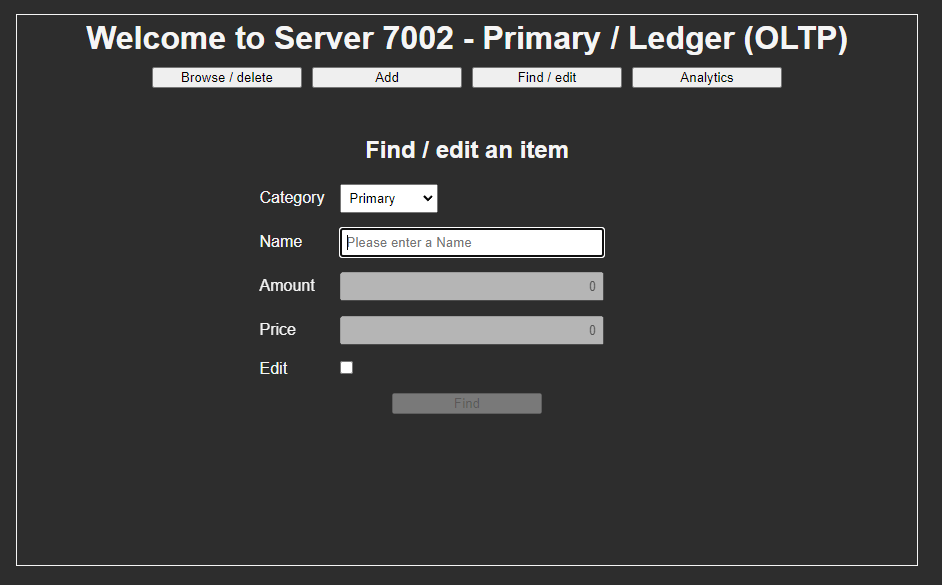 Welcome to Server 7002 - Primary / Ledger (OLTP)
Browse / delete Add Find / edit Analytics
Find / edit an item
Category Primary
Name Please enter a Name
Amount 0
Price 0
Edit
Find